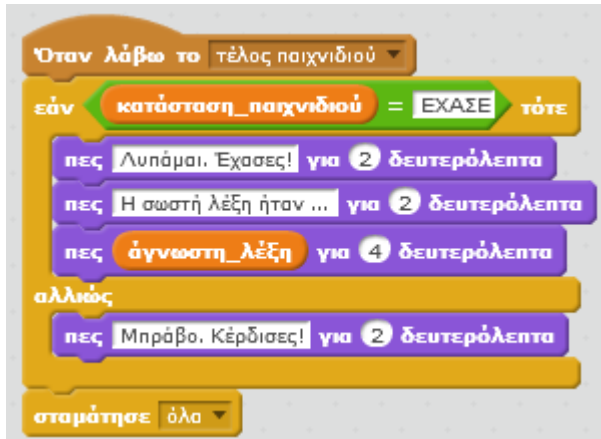 Όταν λάβω το τέλος παιχνιδιού
εάν κατάσταση_παιχνιδιού = ΕΧΑΣΕ τότε
πες Λυπάμαι. Έχασες! για 2 δευτερόλεπτα
πες Η σωστή λέξη ήταν ... για 2 δευτερόλεπτα
πες άγνωστη_λέξη για 4 δευτερόλεπτα
αλλιώς
πες Μπράβο. Κέρδισες! για 2 δευτερόλεπτα
σταμάτησε όλα